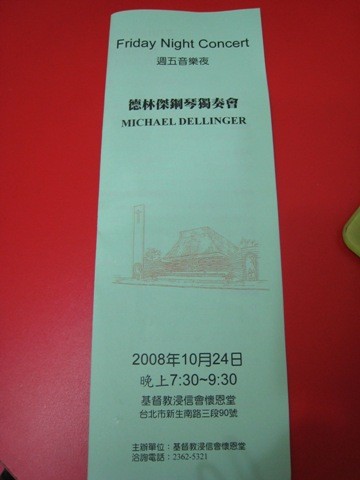 Friday Night Concert
週五音樂夜
德林傑鋼琴獨奏會
MICHAEL DELLINGER
2008年10月24日
晚上7:30~9:30
基督教浸信會懷恩堂
台北市新生南路三段90號
主辦單位：基督教浸信會懷恩堂
洽詢電話：2362-5321